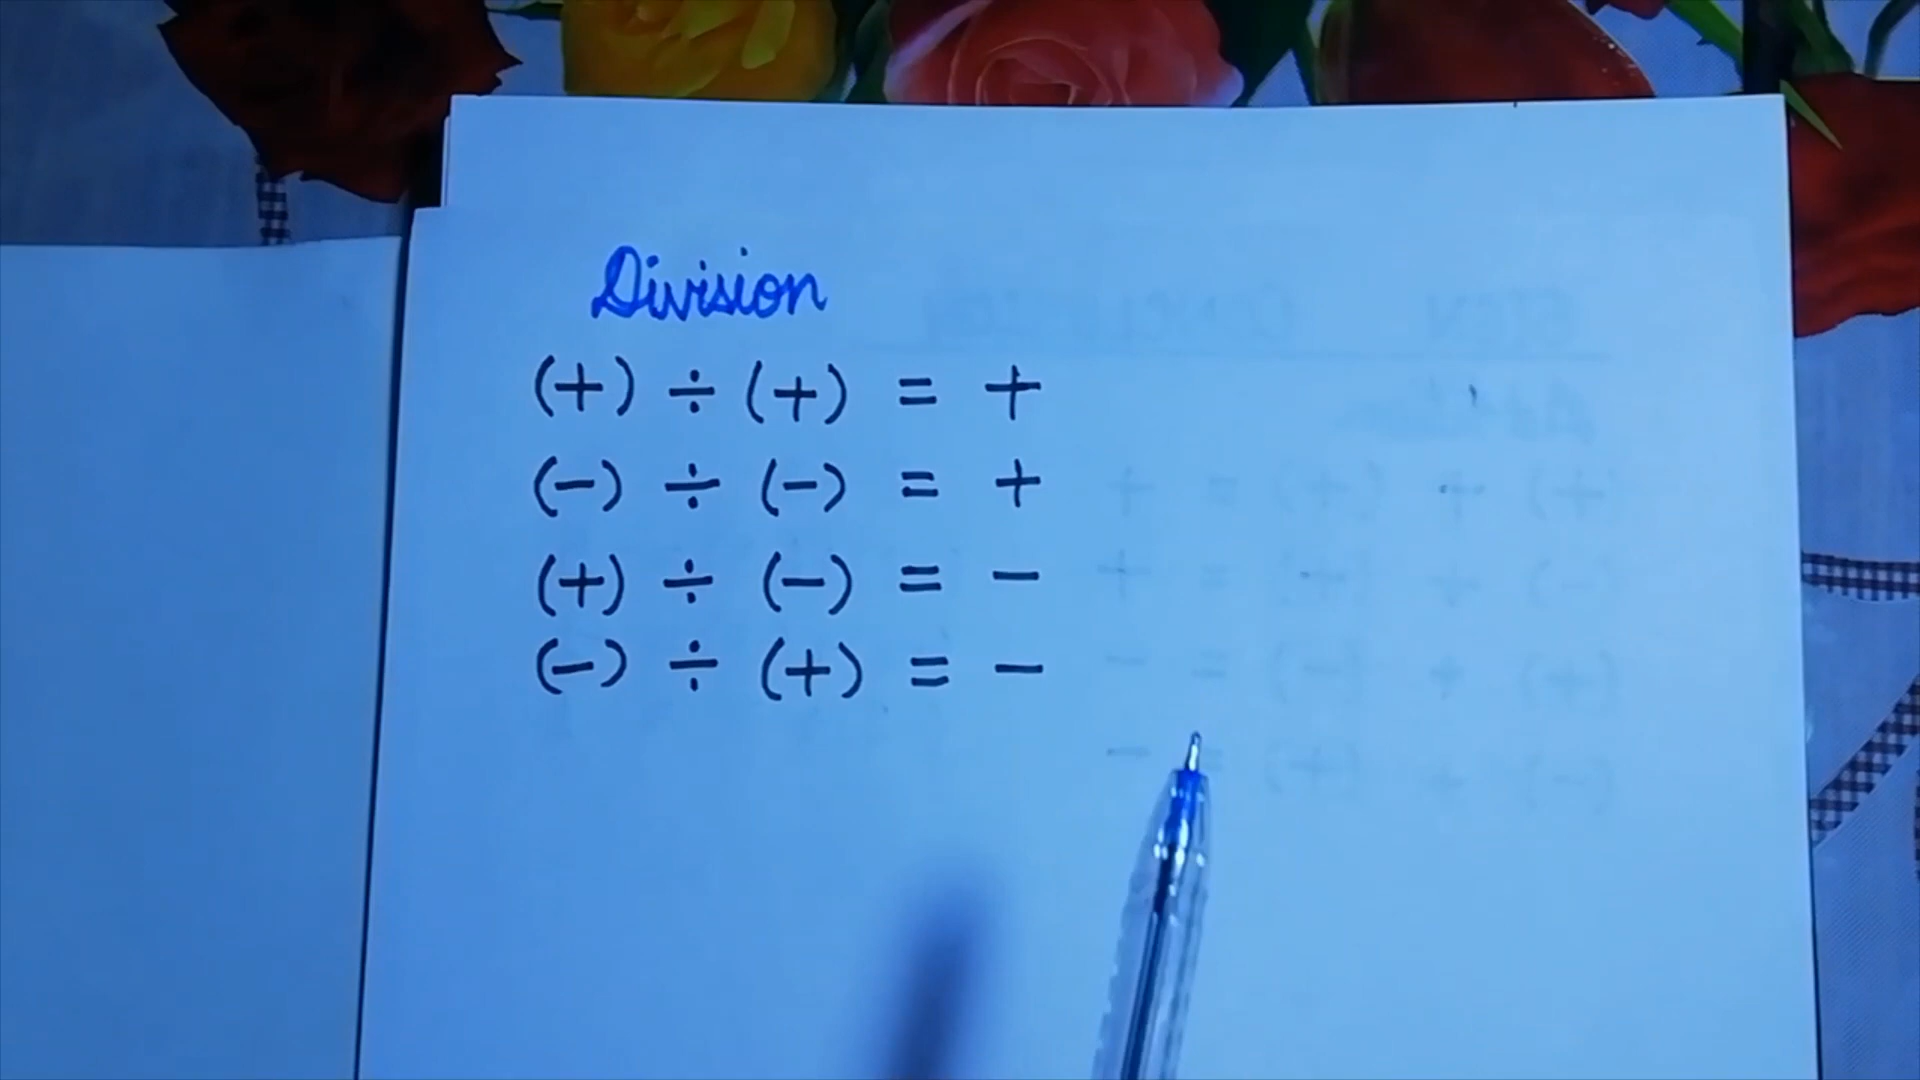 Division
(+) ÷ (+) = +
(-) ÷ (-) = +
(+) ÷ (-) = -
(-) ÷ (+) = -